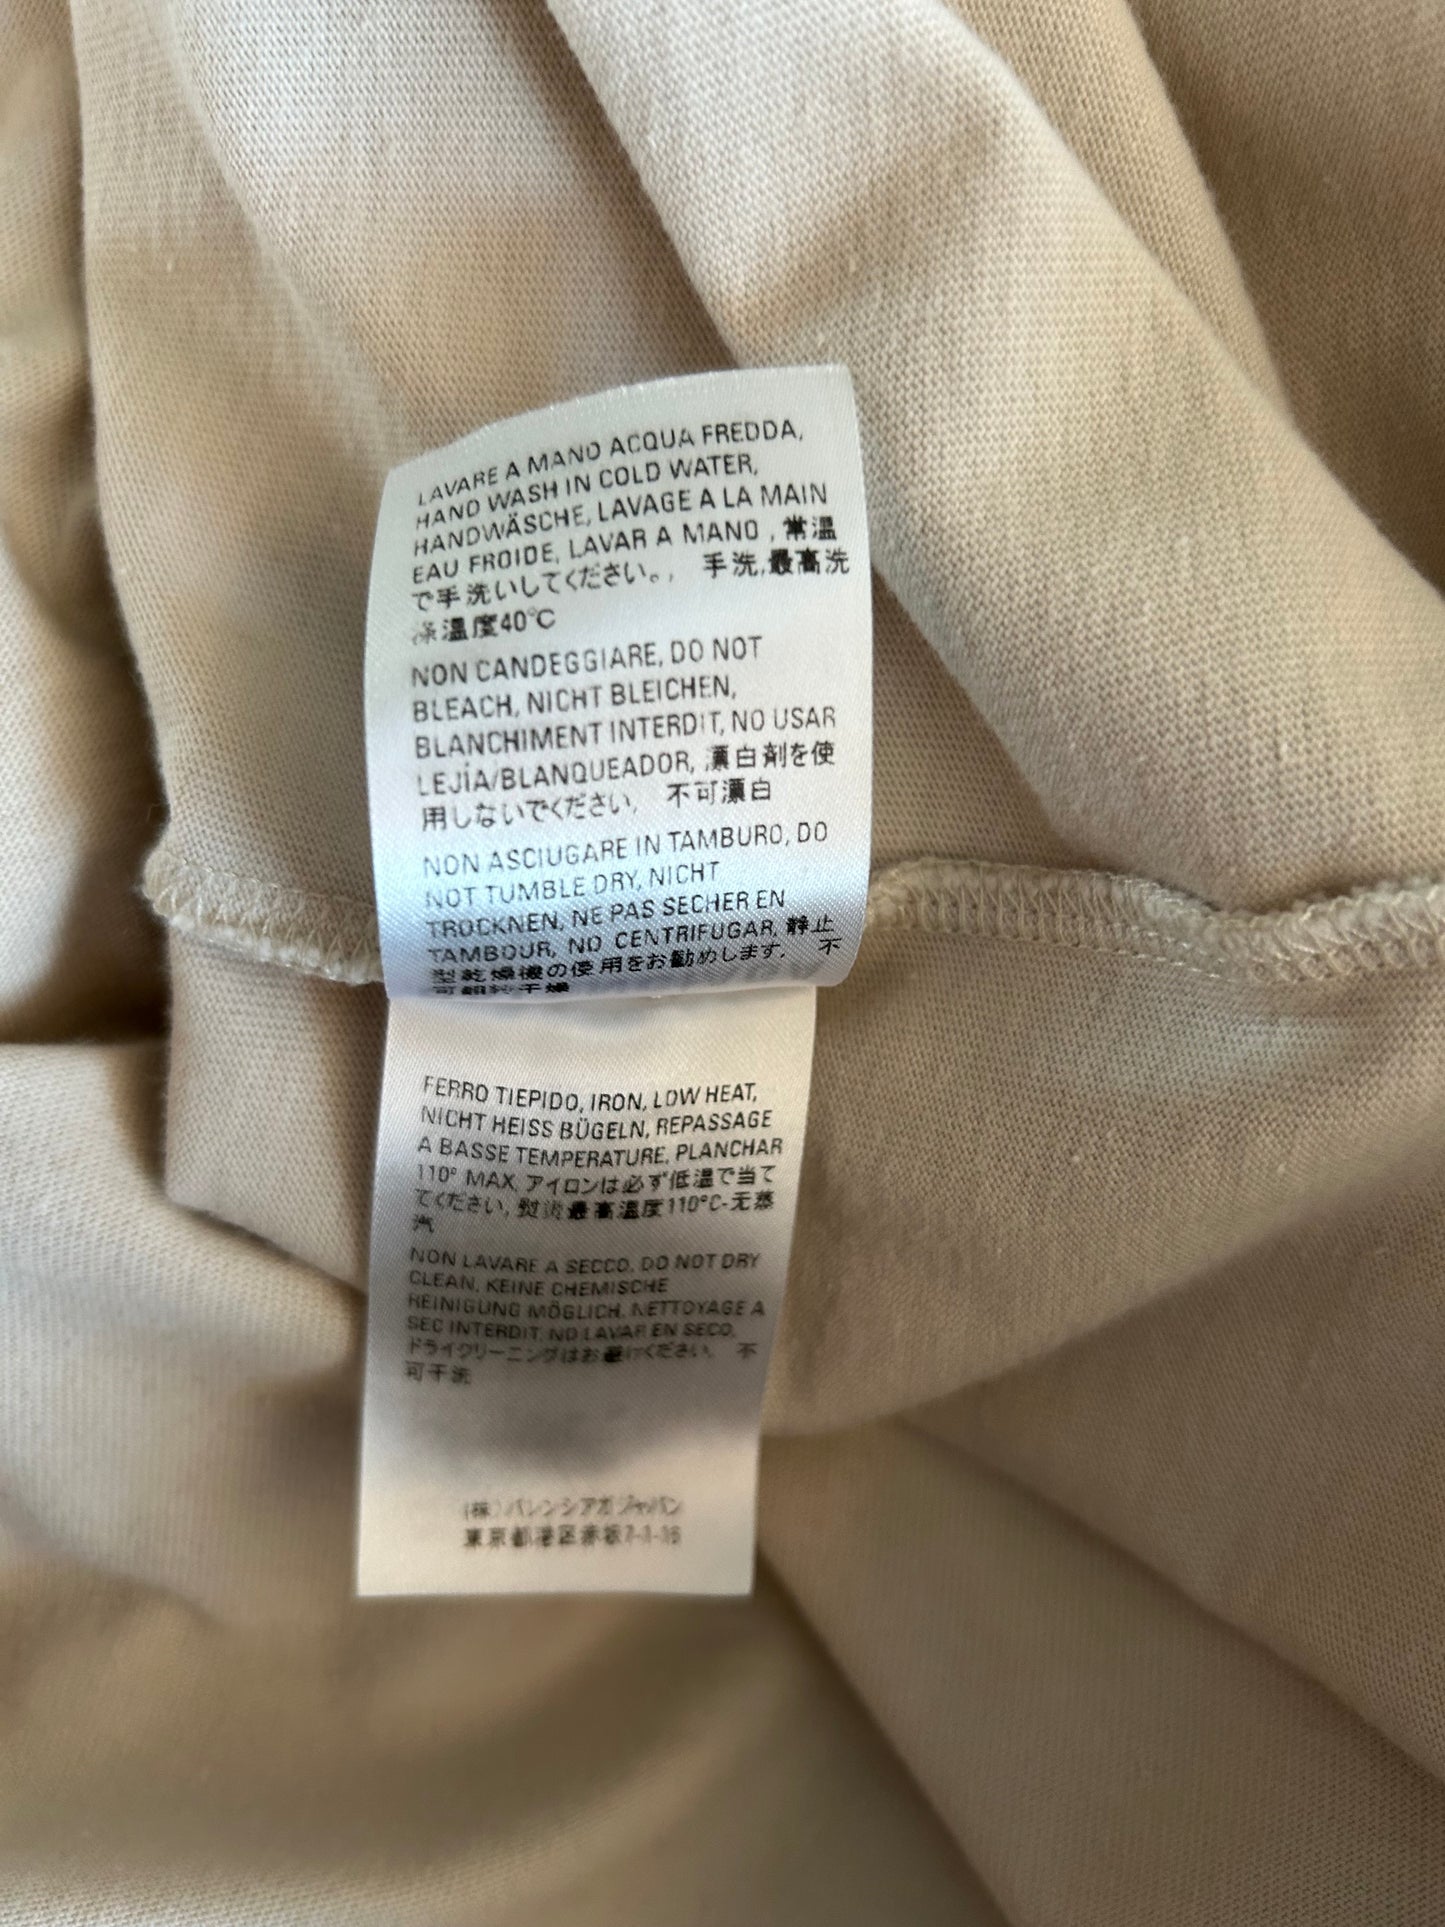 LAVARE A MANO ACQUA FREDDA,
HAND WASH IN COLD WATER,
HANDWÄSCHE, LAVAGE A LA MAIN
EAU FROIDE, LAVAR A MANO , 常温
で手洗いしてください。, 手洗,最高洗
涤温度40°C
NON CANDEGGIARE, DO NOT
BLEACH, NICHT BLEICHEN,
BLANCHIMENT INTERDIT, NO USAR
LEJÍA/BLANQUEADOR, 漂白剤を使
用しないでください, 不可漂白
NON ASCIUGARE IN TAMBURO, DO
NOT TUMBLE DRY, NICHT
TROCKNEN, NE PAS SECHER EN
TAMBOUR, NO CENTRIFUGAR, 静止
型乾燥機の使用をお勧めします, 不
可翻转干燥
FERRO TIEPIDO, IRON, LOW HEAT,
NICHT HEISS BÜGELN, REPASSAGE
A BASSE TEMPERATURE, PLANCHAR
110° MAX, アイロンは必ず低温で当て
てください, 熨烫最高温度110°C-无蒸
汽
NON LAVARE A SECCO, DO NOT DRY
CLEAN, KEINE CHEMISCHE
REINIGUNG MÖGLICH, NETTOYAGE A
SEC INTERDIT, NO LAVAR EN SECO,
ドライクリーニングはお避けください, 不
可干洗
(株)バレンシアガ ジャパン
東京都港区赤坂7-1-16